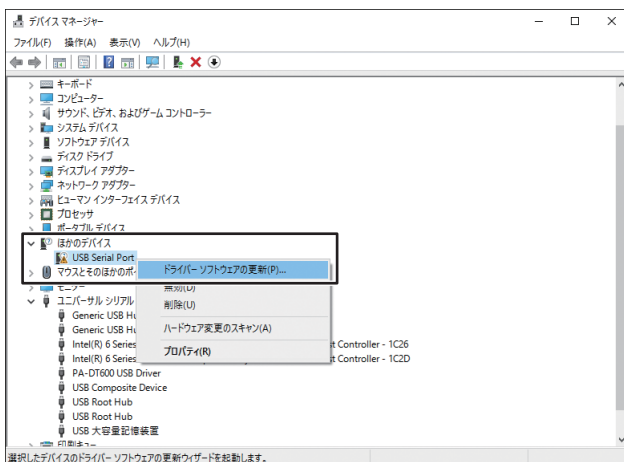 デバイス マネージャー
ファイル(F) 操作(A) 表示(V) ヘルプ(H)
キーボード
コンピューター
サウンド、ビデオ、およびゲーム コントローラー
システム デバイス
ソフトウェア デバイス
ディスク ドライブ
ディスプレイ アダプター
ネットワーク アダプター
ヒューマン インターフェイス デバイス
プロセッサ
ポータブル デバイス
ほかのデバイス
USB Serial Port
ドライバー ソフトウェアの更新(P)...
マウスとそのほかのポ
モニター
無効(D)
ユニバーサル シリアル
削除(U)
Generic USB Hu
Generic USB Hu
ハードウェア変更のスキャン(A)
Intel(R) 6 Series
t Controller - 1C26
プロパティ(R)
Intel(R) 6 Series
t Controller - 1C2D
PA-DT600 USB Driver
USB Composite Device
USB Root Hub
USB Root Hub
USB 大容量記憶装置
印刷キュー
選択したデバイスのドライバー ソフトウェアの更新ウィザードを起動します。